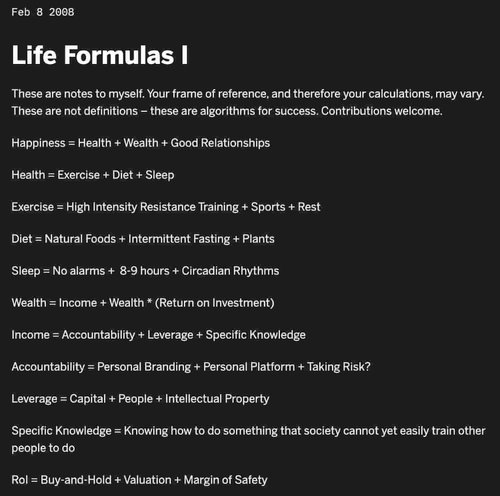 Feb 8 2008
Life Formulas I
These are notes to myself. Your frame of reference, and therefore your calculations, may vary.
These are not definitions – these are algorithms for success. Contributions welcome.
Happiness = Health + Wealth + Good Relationships
Health = Exercise + Diet + Sleep
Exercise = High Intensity Resistance Training + Sports + Rest
Diet = Natural Foods + Intermittent Fasting + Plants
Sleep = No alarms + 8-9 hours + Circadian Rhythms
Wealth = Income + Wealth * (Return on Investment)
Income = Accountability + Leverage + Specific Knowledge
Accountability = Personal Branding + Personal Platform + Taking Risk?
Leverage = Capital + People + Intellectual Property
Specific Knowledge = Knowing how to do something that society cannot yet easily train other
people to do
RoI = Buy-and-Hold + Valuation + Margin of Safety